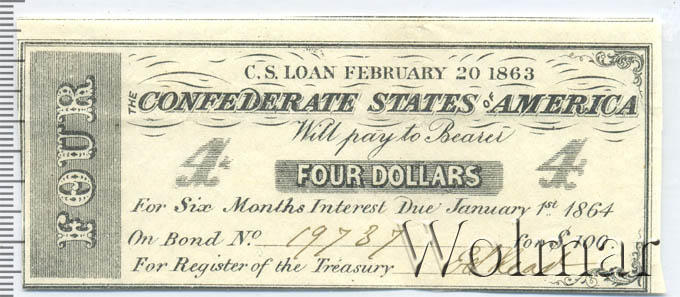 C.S. LOAN FEBRUARY 20 1863
THE CONFEDERATE STATES of AMERICA
Will pay to Bearer
FOUR
4
FOUR DOLLARS
4
For Six Months Interest Due January 1st 1864
On Bond No. 19737 for $ 100
For Register of the Treasury
Wolmar